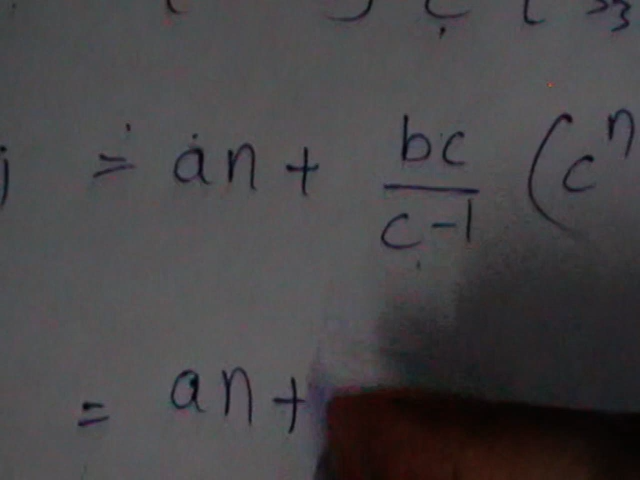 = an + bc/c-1 (c^n
= an +